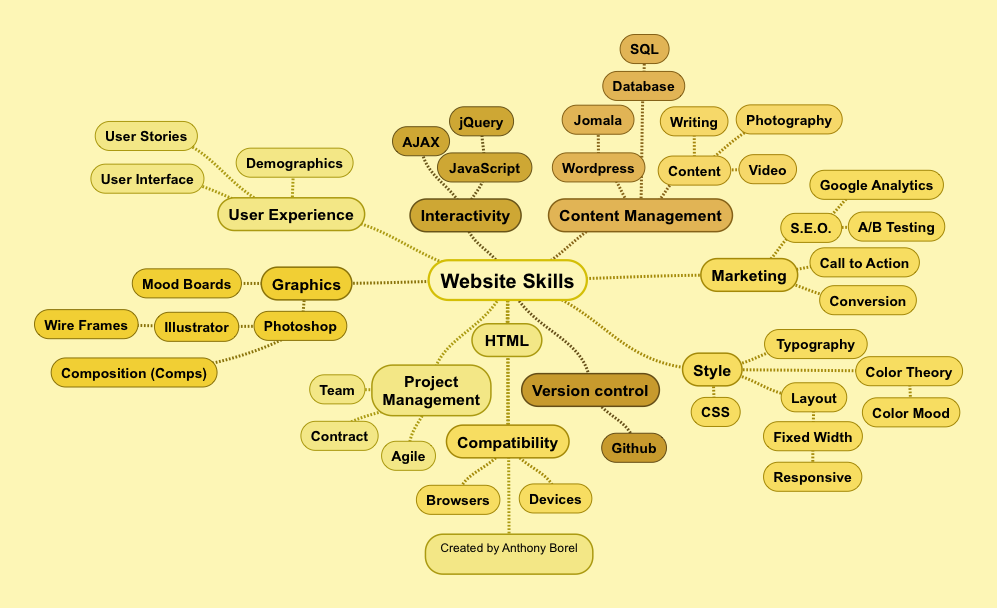 SQL
Database
jQuery
Jomala
Writing
Photography
User Stories
AJAX
Demographics
JavaScript
Wordpress
Content
Video
User Interface
Google Analytics
User Experience
Interactivity
Content Management
S.E.O.
A/B Testing
Call to Action
Website Skills
Marketing
Mood Boards
Graphics
Conversion
Wire Frames
Illustrator
Photoshop
HTML
Typography
Composition (Comps)
Style
Color Theory
Team
Project
Management
Version control
Layout
CSS
Color Mood
Contract
Compatibility
Github
Fixed Width
Agile
Responsive
Browsers
Devices
Created by Anthony Borel